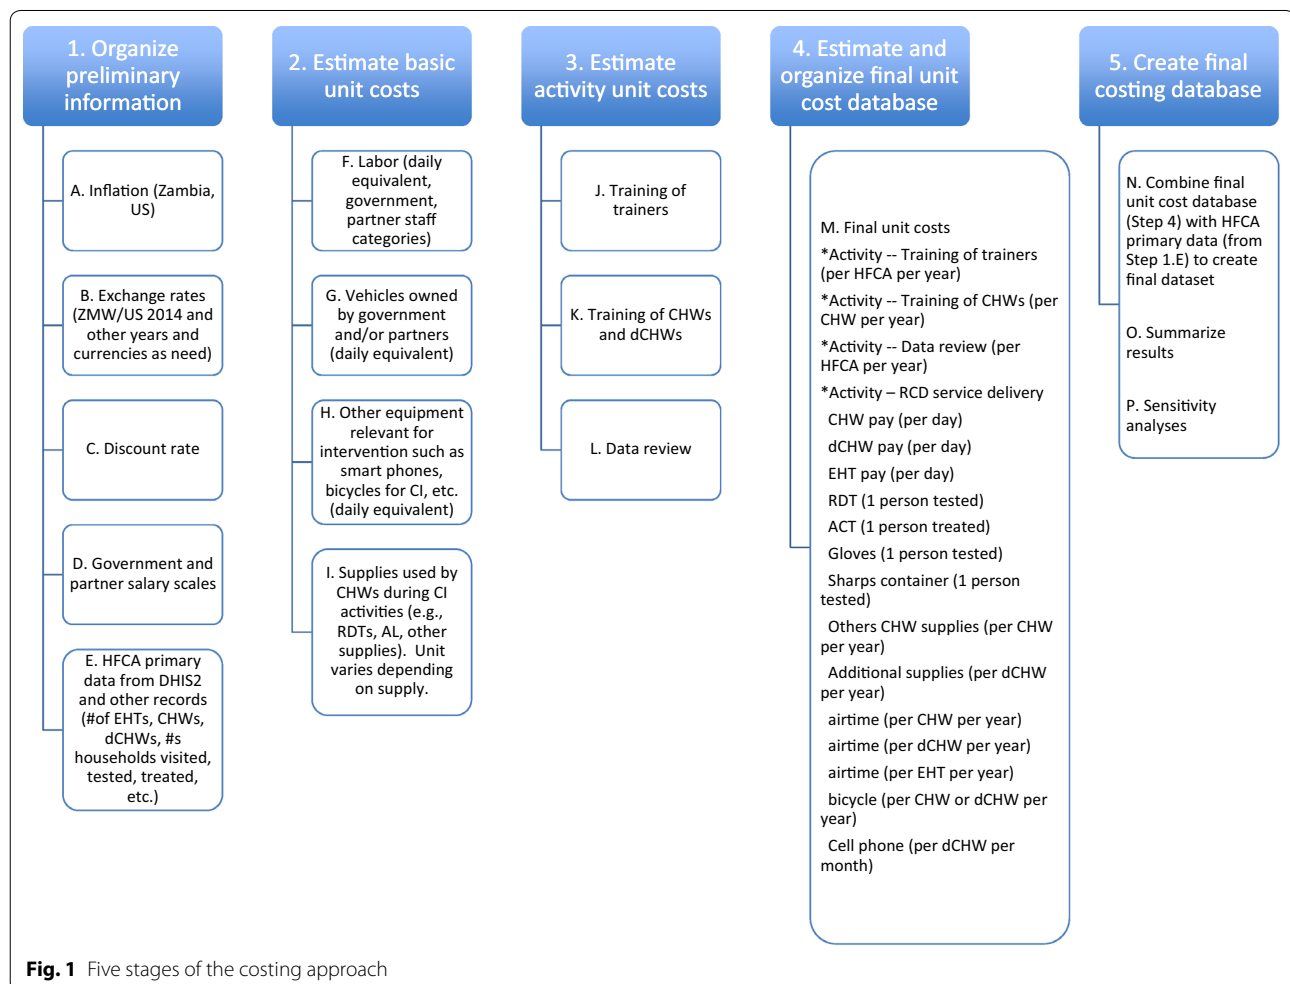 1. Organize
preliminary
information
A. Inflation (Zambia,
US)
B. Exchange rates
(ZMW/US 2014 and
other years and
currencies as need)
C. Discount rate
D. Government and
partner salary scales
E. HFCA primary
data from DHIS2
and other records
(#of EHTs, CHWs,
dCHWs, #s
households visited,
tested, treated,
etc.)
2. Estimate basic
unit costs
F. Labor (daily
equivalent,
government,
partner staff
categories)
G. Vehicles owned
by government
and/or partners
(daily equivalent)
H. Other equipment
relevant for
intervention such as
smart phones,
bicycles for CI, etc.
(daily equivalent)
I. Supplies used by
CHWs during CI
activities (e.g.,
RDTs, AL, other
supplies).  Unit
varies depending
on supply.
3. Estimate
activity unit costs
J. Training of
trainers
K. Training of CHWs
and dCHWs
L. Data review
4. Estimate and
organize final unit
cost database
M. Final unit costs
*Activity -- Training of trainers
(per HFCA per year)
*Activity -- Training of CHWs (per
CHW per year)
*Activity -- Data review (per
HFCA per year)
*Activity – RCD service delivery
CHW pay (per day)
dCHW pay (per day)
EHT pay (per day)
RDT (1 person tested)
ACT (1 person treated)
Gloves (1 person tested)
Sharps container (1 person
tested)
Others CHW supplies (per CHW
per year)
Additional supplies (per dCHW
per year)
airtime (per CHW per year)
airtime (per dCHW per year)
airtime (per EHT per year)
bicycle (per CHW or dCHW per
year)
Cell phone (per dCHW per
month)
5. Create final
costing database
N. Combine final
unit cost database
(Step 4) with HFCA
primary data (from
Step 1.E) to create
final dataset
O. Summarize
results
P. Sensitivity
analyses
Fig. 1 Five stages of the costing approach